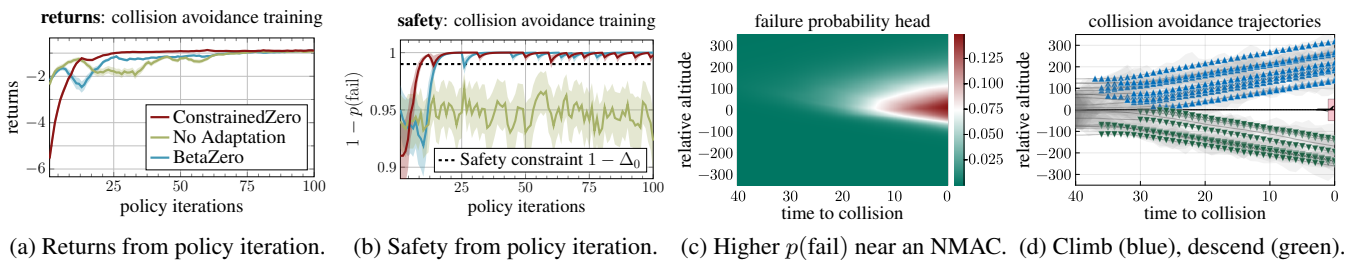 returns: collision avoidance training
returns
−2
−4
−6
25
50
75
100
policy iterations
ConstrainedZero
No Adaptation
BetaZero
(a) Returns from policy iteration.
safety: collision avoidance training
1 − p(fail)
1
0.95
0.9
25
50
75
100
policy iterations
Safety constraint 1 − Δ₀
(b) Safety from policy iteration.
failure probability head
relative altitude
300
200
100
0
−100
−200
−300
40
30
20
10
0
time to collision
0.125
0.100
0.075
0.050
0.025
(c) Higher p(fail) near an NMAC.
collision avoidance trajectories
relative altitude
300
200
100
0
−100
−200
−300
40
30
20
10
0
time to collision
(d) Climb (blue), descend (green).